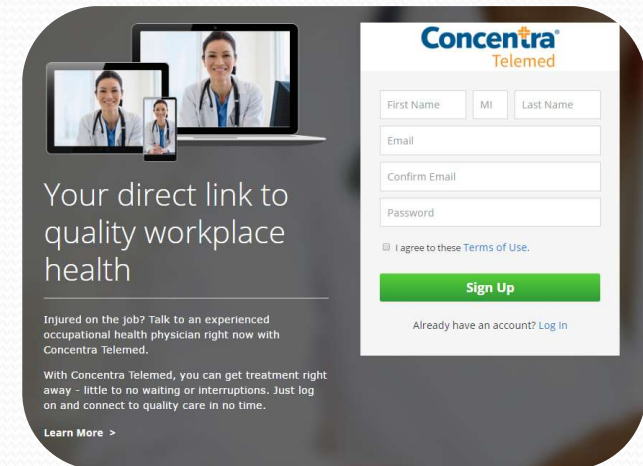 Your direct link to
quality workplace
health
Injured on the job? Talk to an experienced
occupational health physician right now with
Concentra Telemed.
With Concentra Telemed, you can get treatment right
away - little to no waiting or interruptions. Just log
on and connect to quality care in no time.
Learn More >
Concentra®
Telemed
First Name MI Last Name
Email
Confirm Email
Password
I agree to these Terms of Use.
Sign Up
Already have an account? Log In